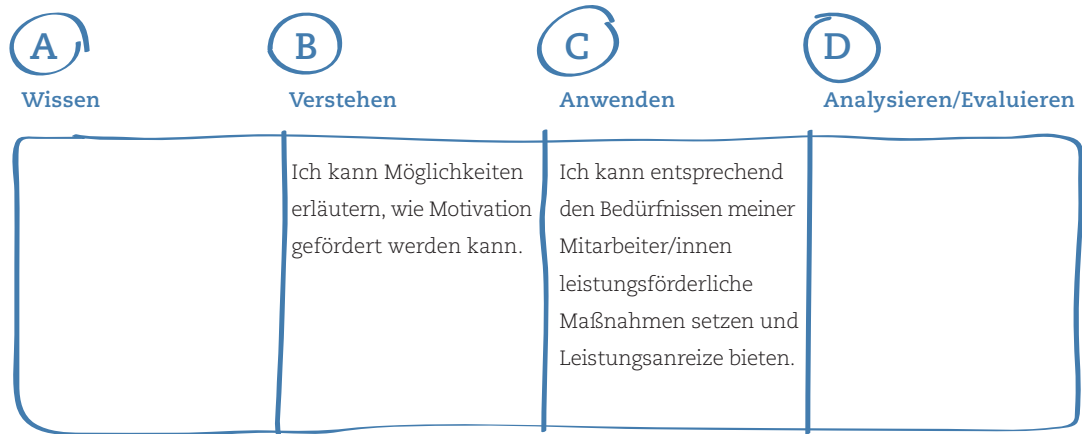 A
B
C
D
Wissen
Verstehen
Anwenden
Analysieren/Evaluieren
Ich kann Möglichkeiten
erläutern, wie Motivation
gefördert werden kann.
Ich kann entsprechend
den Bedürfnissen meiner
Mitarbeiter/innen
leistungsförderliche
Maßnahmen setzen und
Leistungsanreize bieten.